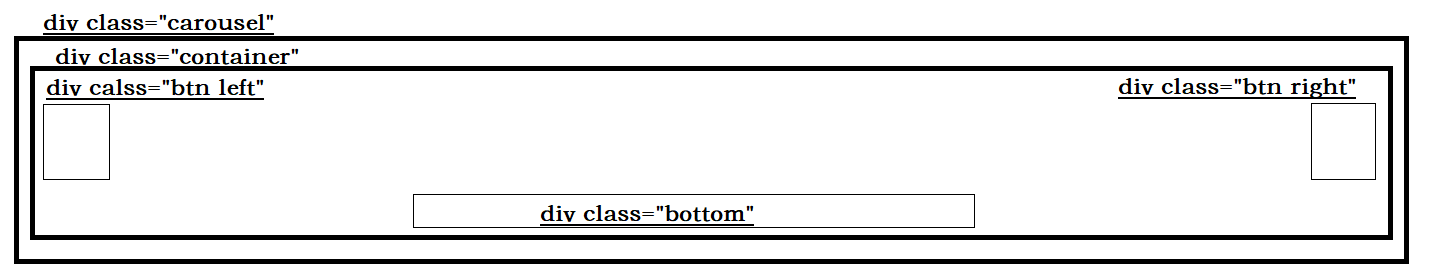 div class="carousel"
div class="container"
div calss="btn left"
div class="btn right"
div class="bottom"